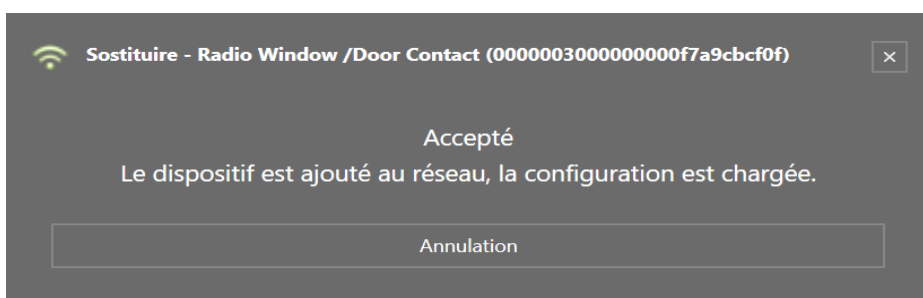 Sostituire - Radio Window /Door Contact (0000003000000000f7a9cbcf0f)
Accepté
Le dispositif est ajouté au réseau, la configuration est chargée.
Annulation